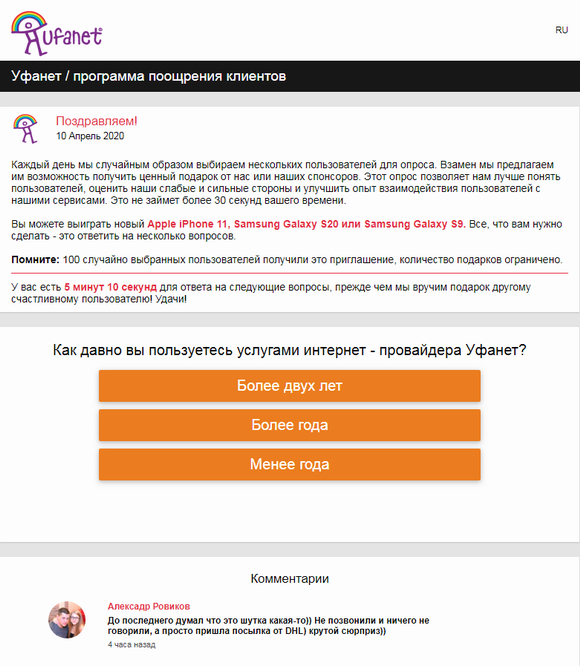 ufanet®
RU
Уфанет / программа поощрения клиентов
Поздравляем!
10 Апрель 2020
Каждый день мы случайным образом выбираем нескольких пользователей для опроса. Взамен мы предлагаем
им возможность получить ценный подарок от нас или наших спонсоров. Этот опрос позволяет нам лучше понять
пользователей, оценить наши слабые и сильные стороны и улучшить опыт взаимодействия пользователей с
нашими сервисами. Это не займет более 30 секунд вашего времени.
Вы можете выиграть новый Apple iPhone 11, Samsung Galaxy S20 или Samsung Galaxy S9. Все, что вам нужно
сделать - это ответить на несколько вопросов.
Помните: 100 случайно выбранных пользователей получили это приглашение, количество подарков ограничено.
У вас есть 5 минут 10 секунд для ответа на следующие вопросы, прежде чем мы вручим подарок другому
счастливному пользователю! Удачи!
Как давно вы пользуетесь услугами интернет - провайдера Уфанет?
Более двух лет
Более года
Менее года
Комментарии
Алексадр Ровиков
До последнего думал что это шутка какая-то)) Не позвонили и ничего не
говорили, а просто пришла посылка от DHL) крутой сюрприз))
4 часа назад